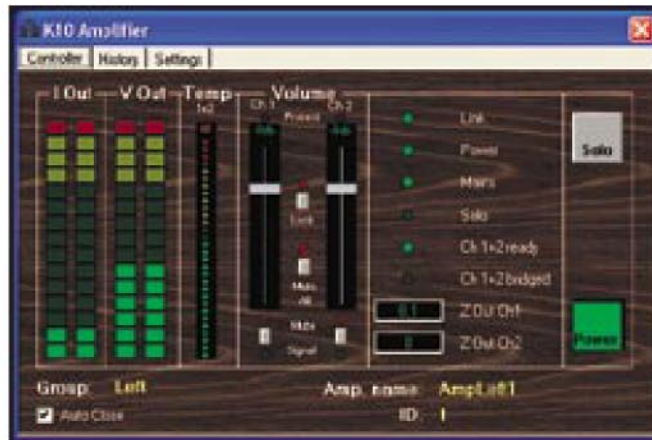 K10 Amplifier
Controller History Settings
I Out V Out Temp Volume
1x2 Ch 1 Ch 2
Link
Power
Mains
Solo
Ch 1+2 ready
Ch 1+2 bridged
Z Out Ch1
Z Out Ch2
Solo
Power
Mute
All
Mute
Signal
Group: Left
Amp. name: AmpLeft1
Auto Close
ID: 1